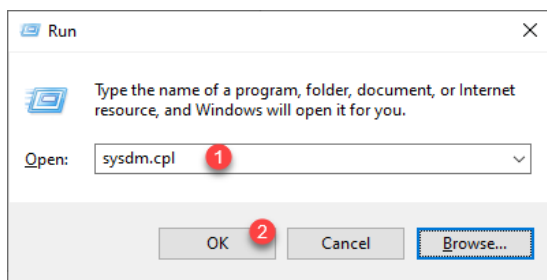 Run
Type the name of a program, folder, document, or Internet
resource, and Windows will open it for you.
Open: sysdm.cpl 1
OK 2 Cancel Browse...